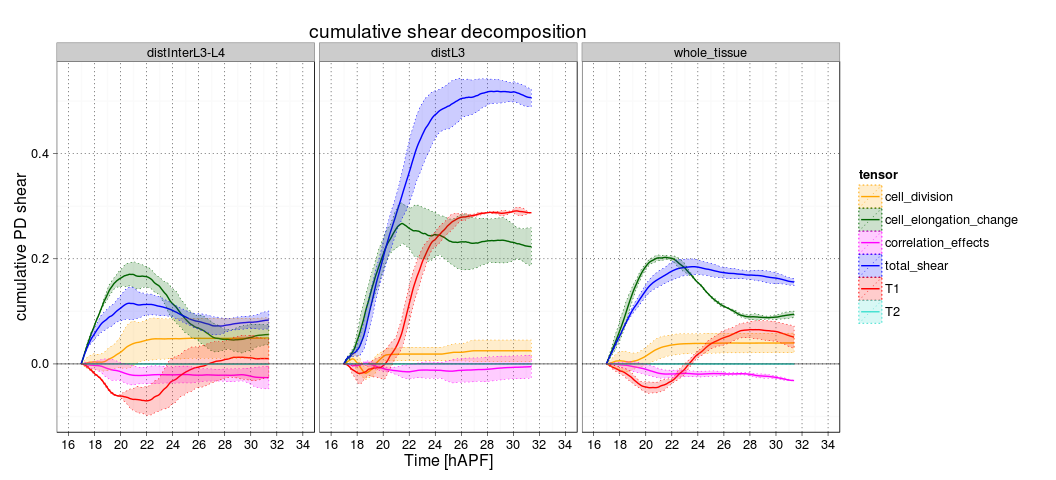 cumulative shear decomposition
distInterL3-L4 distL3 whole_tissue
cumulative PD shear
0.4
0.2
0.0
16 18 20 22 24 26 28 30 32 34 16 18 20 22 24 26 28 30 32 34 16 18 20 22 24 26 28 30 32 34
Time [hAPF]
tensor
cell_division
cell_elongation_change
correlation_effects
total_shear
T1
T2